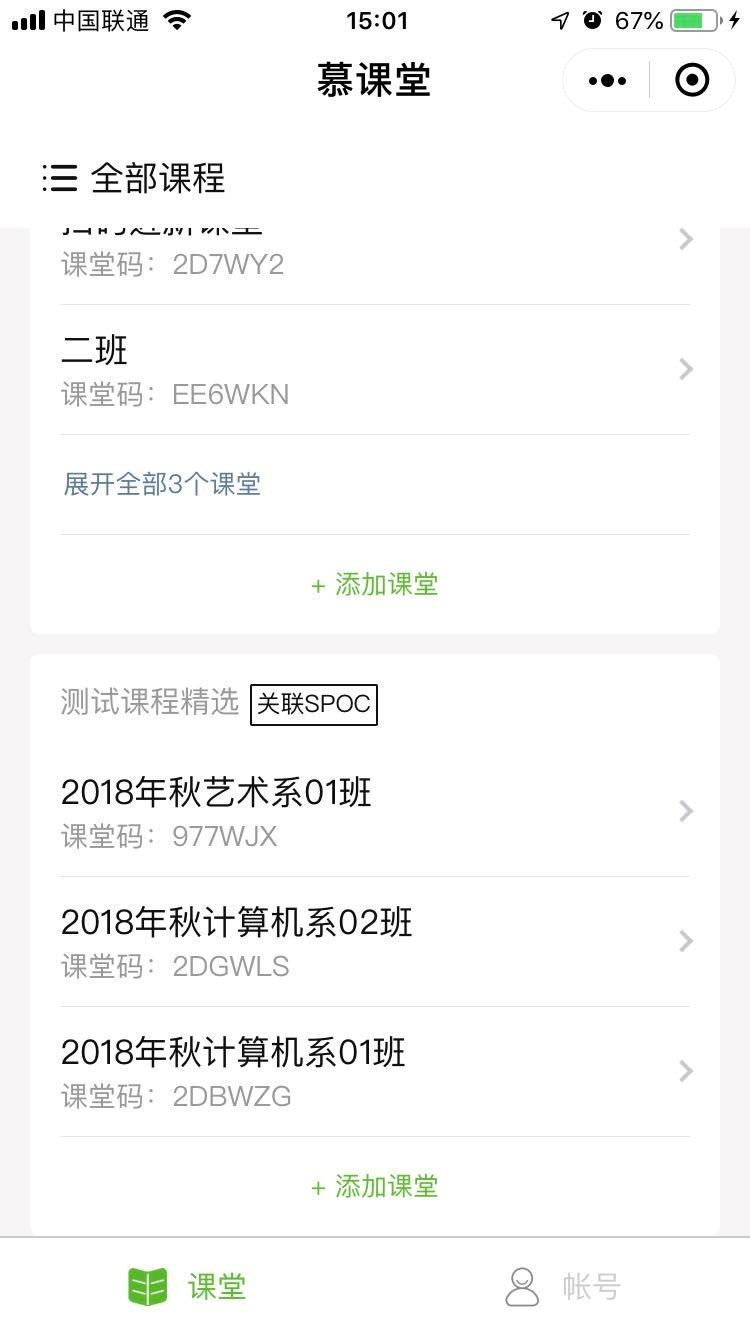 中国联通
15:01
67%
慕课堂
全部课程
课堂码：2D7WY2
二班
课堂码：EE6WKN
展开全部3个课堂
+ 添加课堂
测试课程精选 关联SPOC
2018年秋艺术系01班
课堂码：977WJX
2018年秋计算机系02班
课堂码：2DGWLS
2018年秋计算机系01班
课堂码：2DBWZG
+ 添加课堂
课堂
帐号